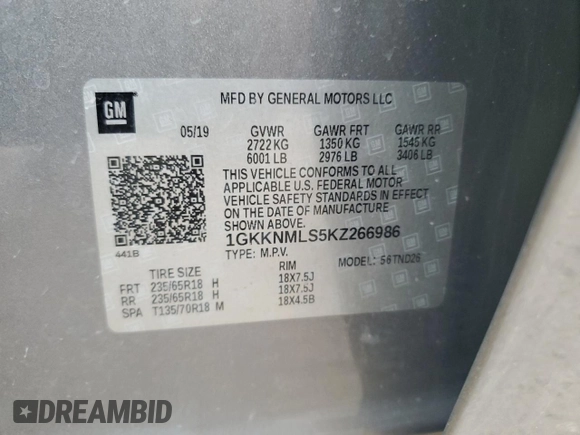 GM
MFD BY GENERAL MOTORS LLC
05/19 GVWR GAWR FRT GAWR RR
2722 KG 1350 KG 1545 KG
6001 LB 2976 LB 3406 LB
THIS VEHICLE CONFORMS TO ALL
APPLICABLE U.S. FEDERAL MOTOR
VEHICLE SAFETY STANDARDS IN EFFECT
ON THE DATE OF MANUFACTURE
SHOWN ABOVE.
1GKKNMLS5KZ266986
441B
TYPE: M.P.V. MODEL: S6TND26
TIRE SIZE RIM
FRT 235/65R18 H 18X7.5J
RR 235/65R18 H 18X7.5J
SPA T135/70R18 M 18X4.5B
DREAMBID